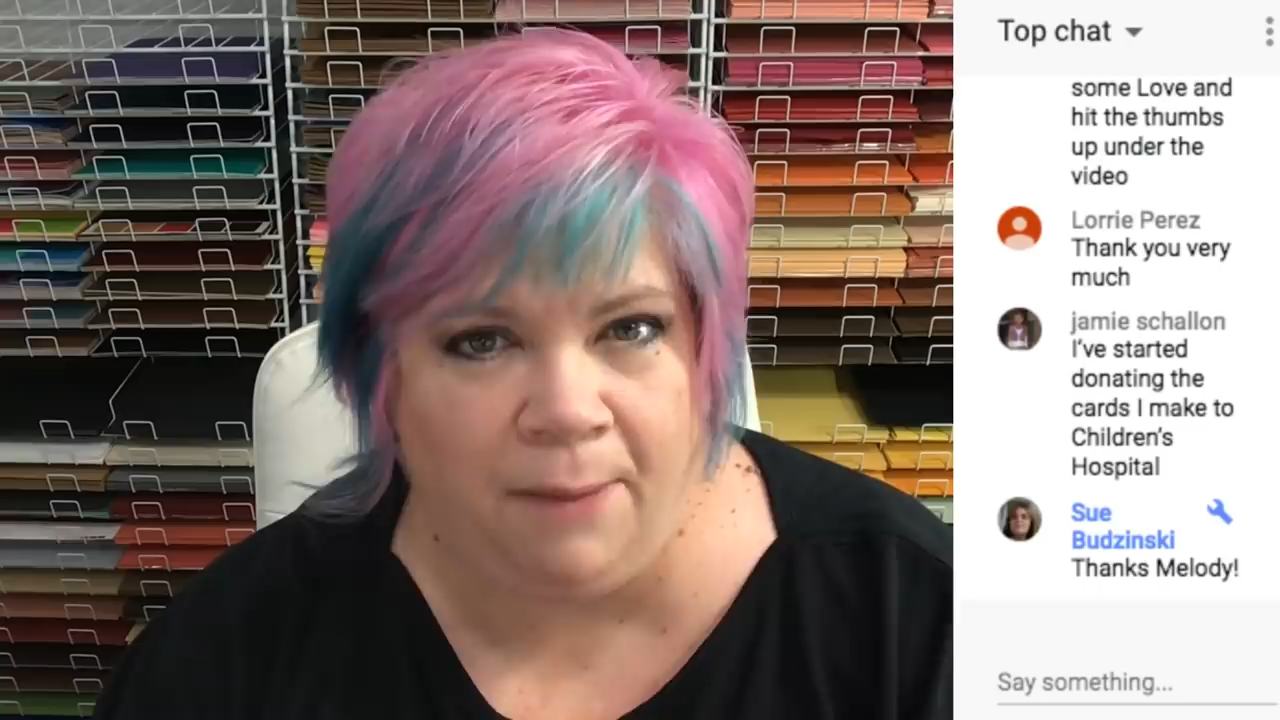 Top chat
some Love and
hit the thumbs
up under the
video
Lorrie Perez
Thank you very
much
jamie schallon
I've started
donating the
cards I make to
Children's
Hospital
Sue
Budzinski
Thanks Melody!
Say something...